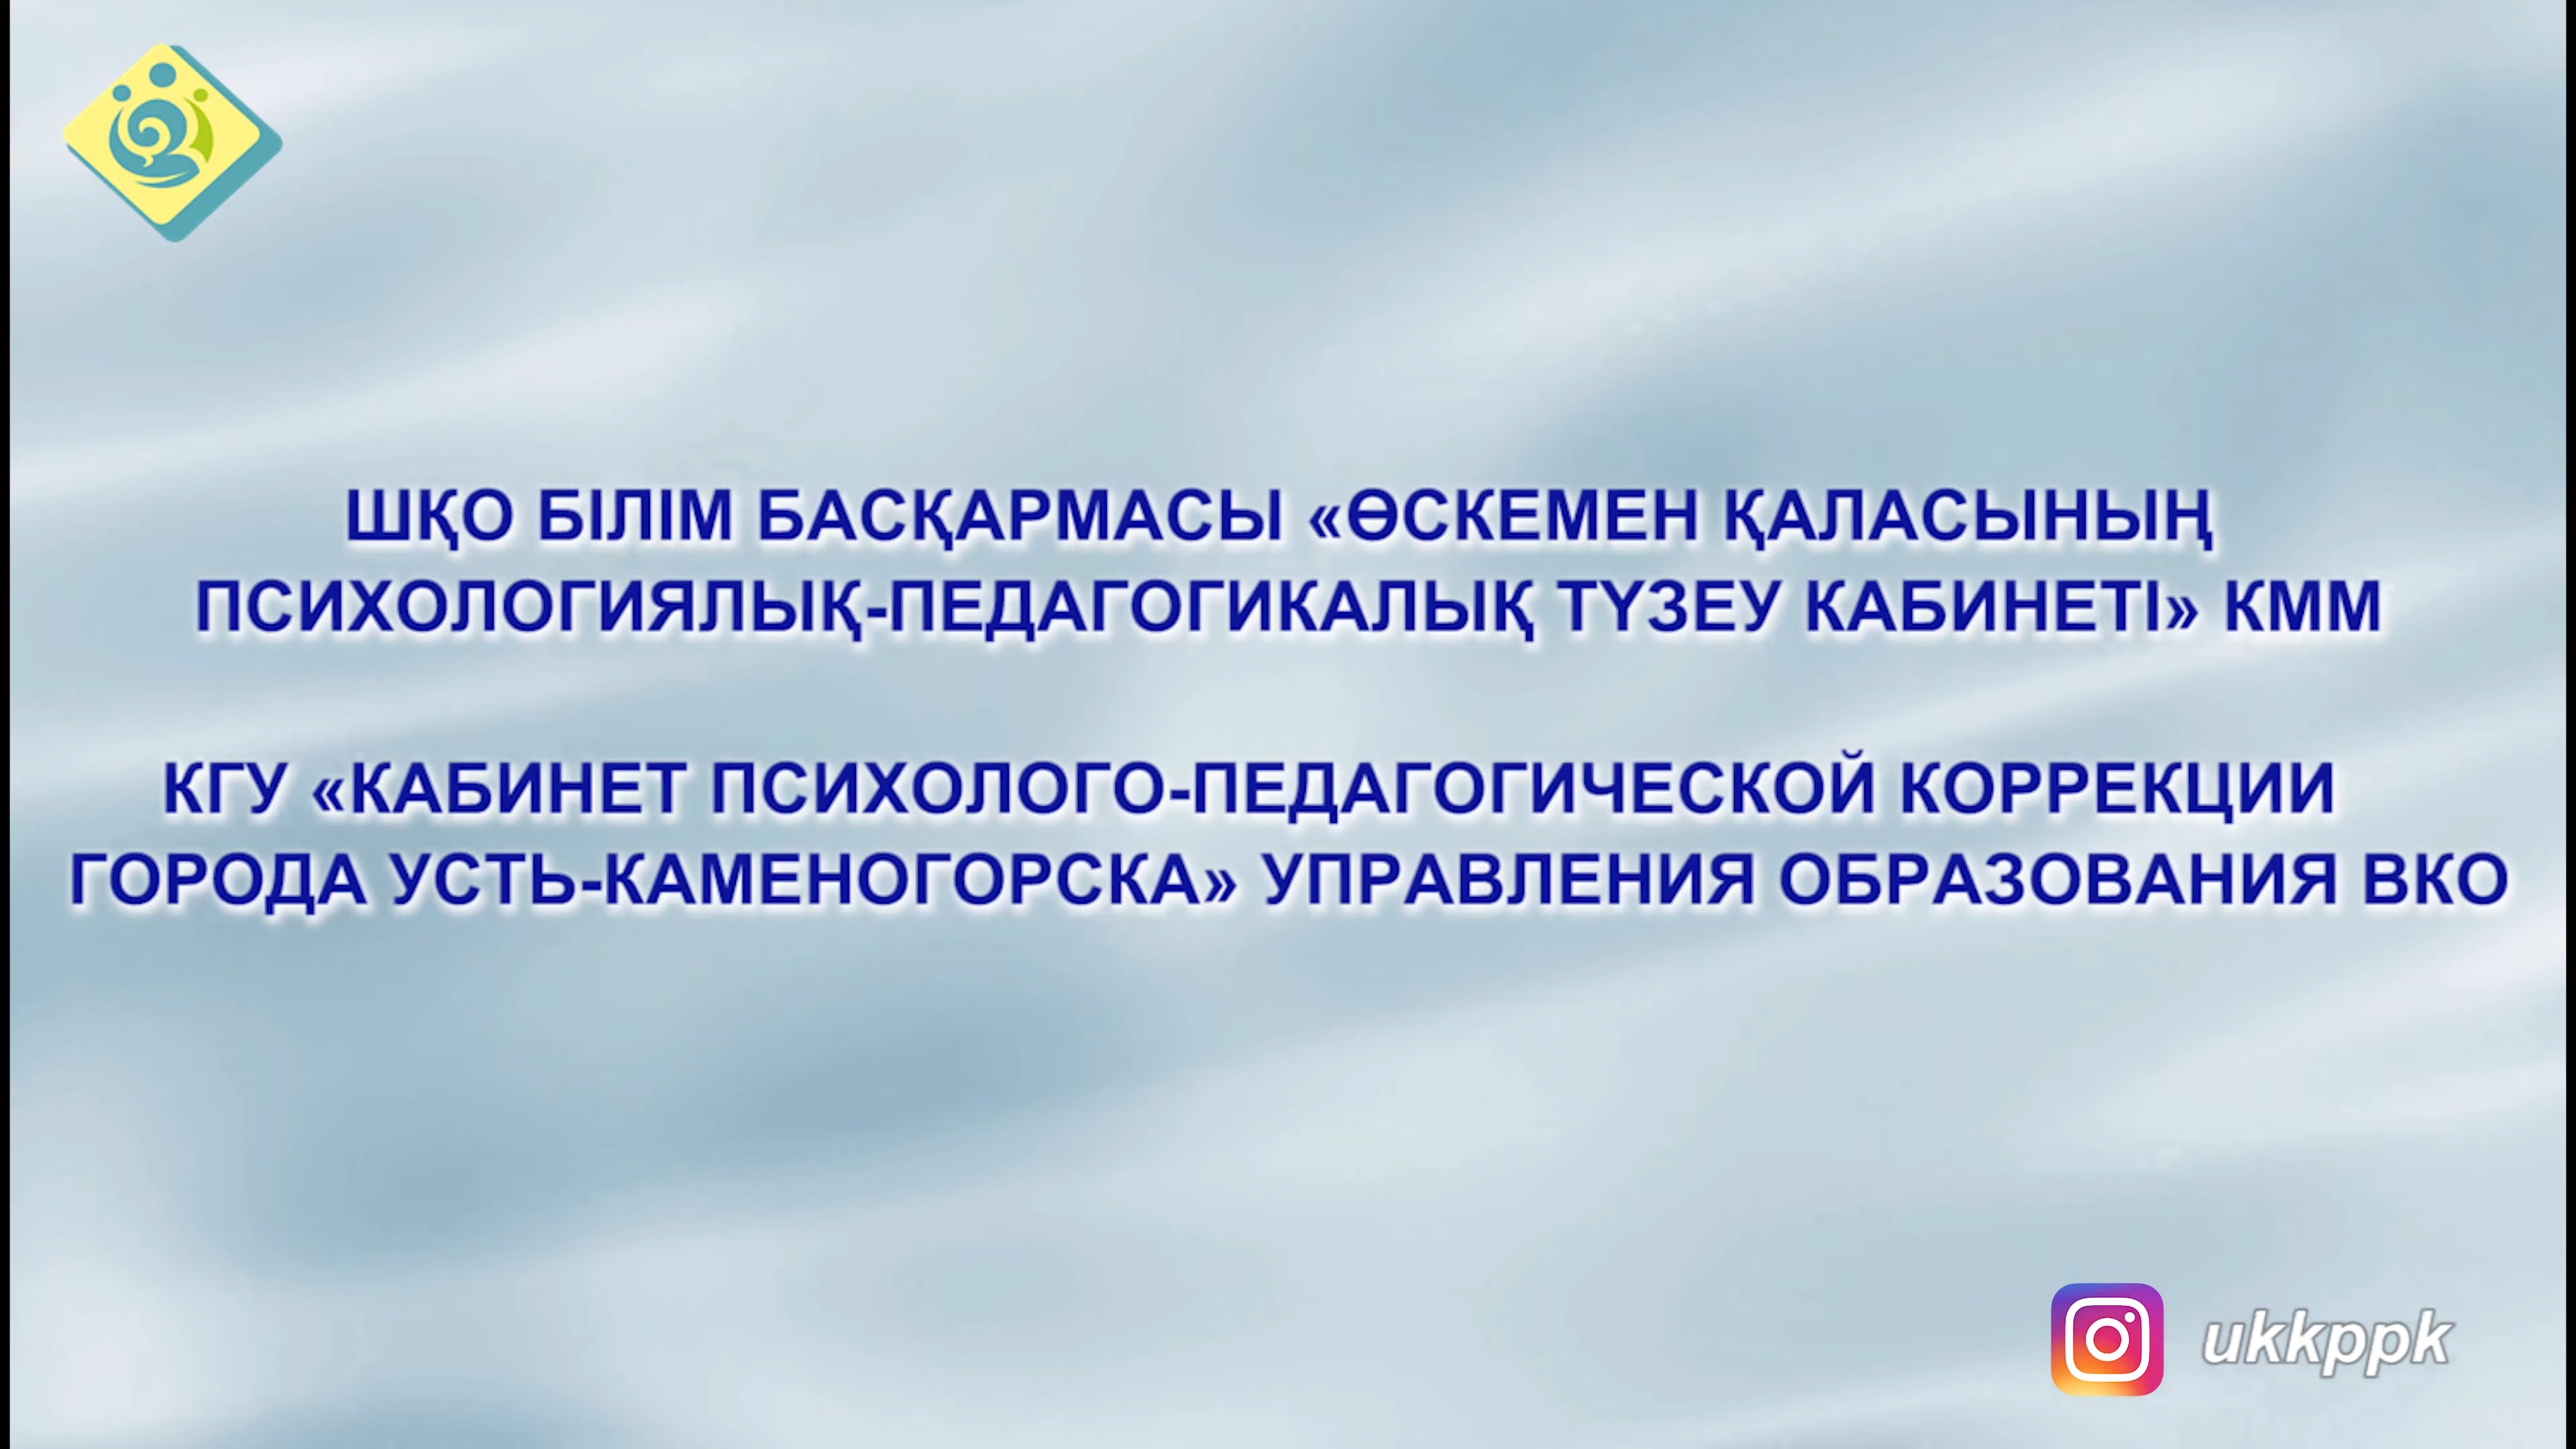 ШҚО БІЛІМ БАСҚАРМАСЫ «ӨСКЕМЕН ҚАЛАСЫНЫҢ
ПСИХОЛОГИЯЛЫҚ-ПЕДАГОГИКАЛЫҚ ТҮЗЕУ КАБИНЕТІ» КММ
КГУ «КАБИНЕТ ПСИХОЛОГО-ПЕДАГОГИЧЕСКОЙ КОРРЕКЦИИ
ГОРОДА УСТЬ-КАМЕНОГОРСКА» УПРАВЛЕНИЯ ОБРАЗОВАНИЯ ВКО
ukkppk